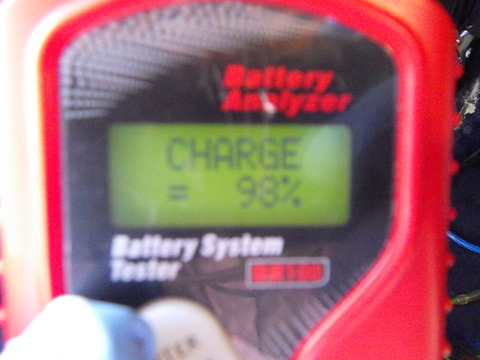 Battery
Analyzer
CHARGE
= 98%
Battery System
Tester